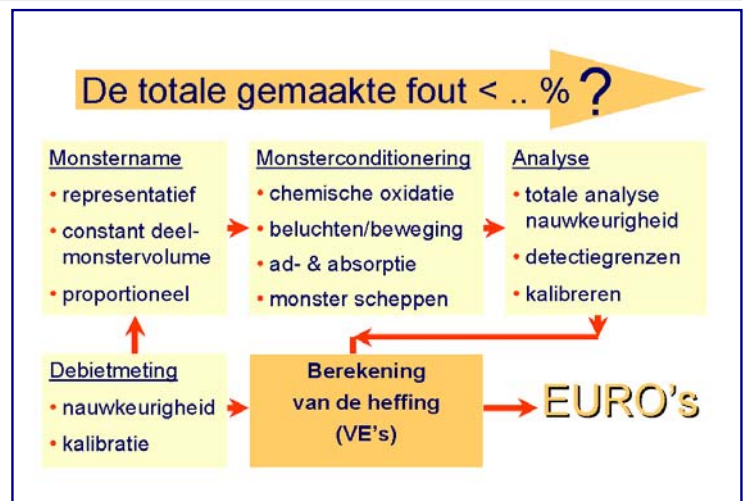 De totale gemaakte fout < .. % ?
Monstername
• representatief
• constant deel-
monstervolume
• proportioneel
Monsterconditionering
• chemische oxidatie
• beluchten/beweging
• ad- & absorptie
• monster scheppen
Analyse
• totale analyse
nauwkeurigheid
• detectiegrenzen
• kalibreren
Debietmeting
• nauwkeurigheid
• kalibratie
Berekening
van de heffing
(VE's)
EURO's